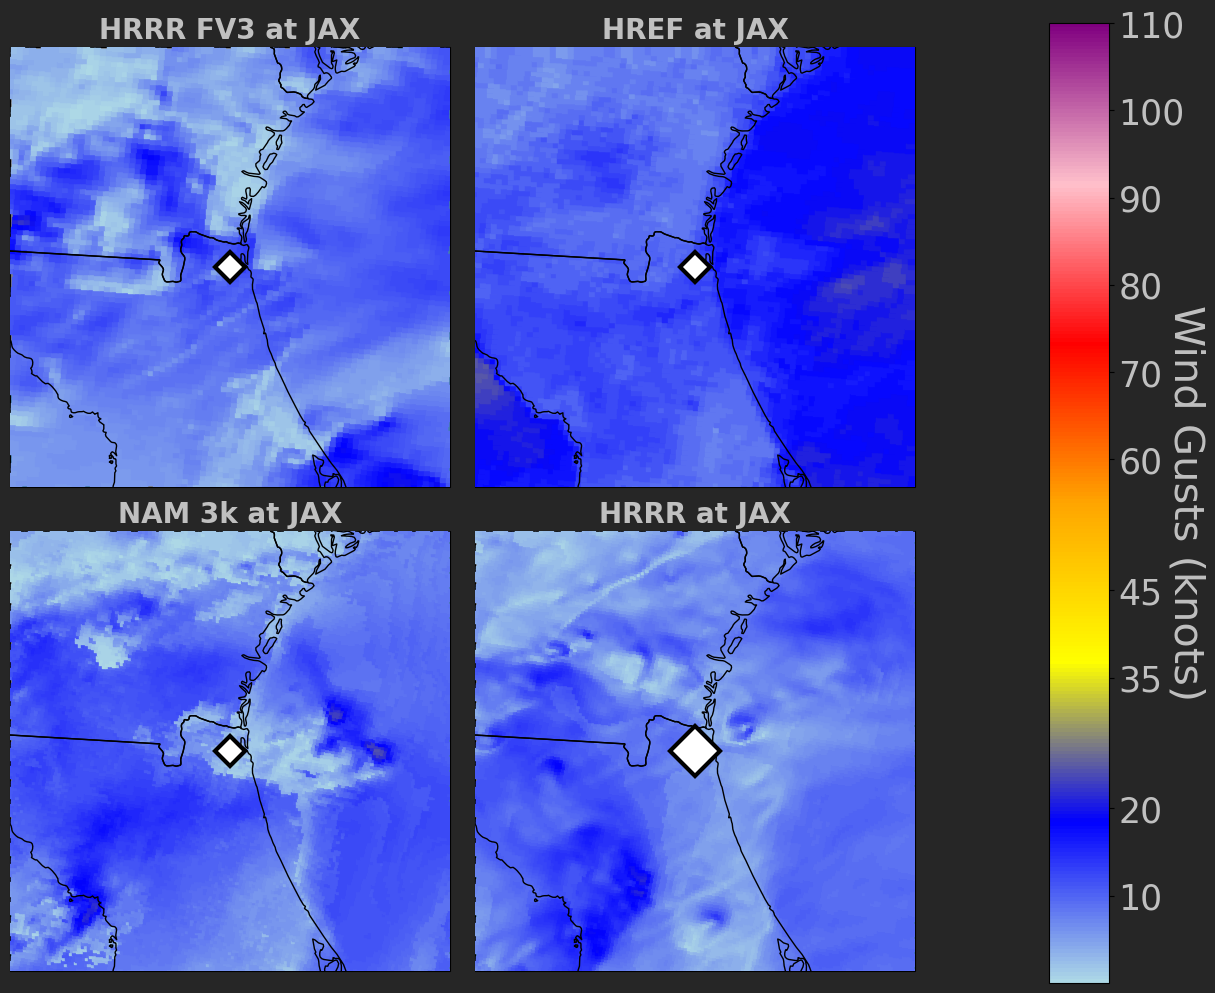 HRRR FV3 at JAX
HREF at JAX
NAM 3k at JAX
HRRR at JAX
110
100
90
80
70
60
45
35
20
10
Wind Gusts (knots)